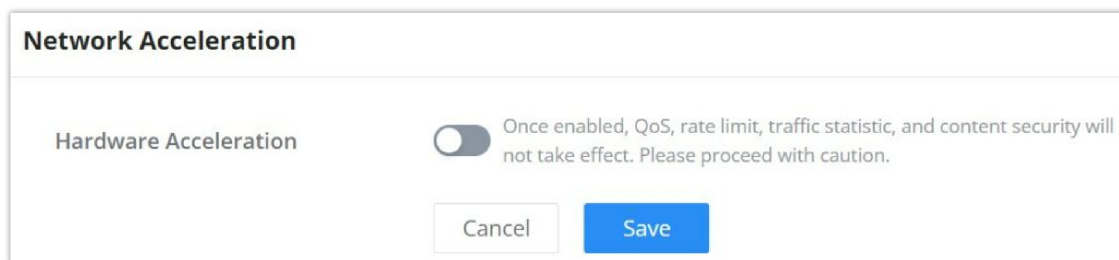 Network Acceleration
Hardware Acceleration
Once enabled, QoS, rate limit, traffic statistic, and content security will
not take effect. Please proceed with caution.
Cancel
Save